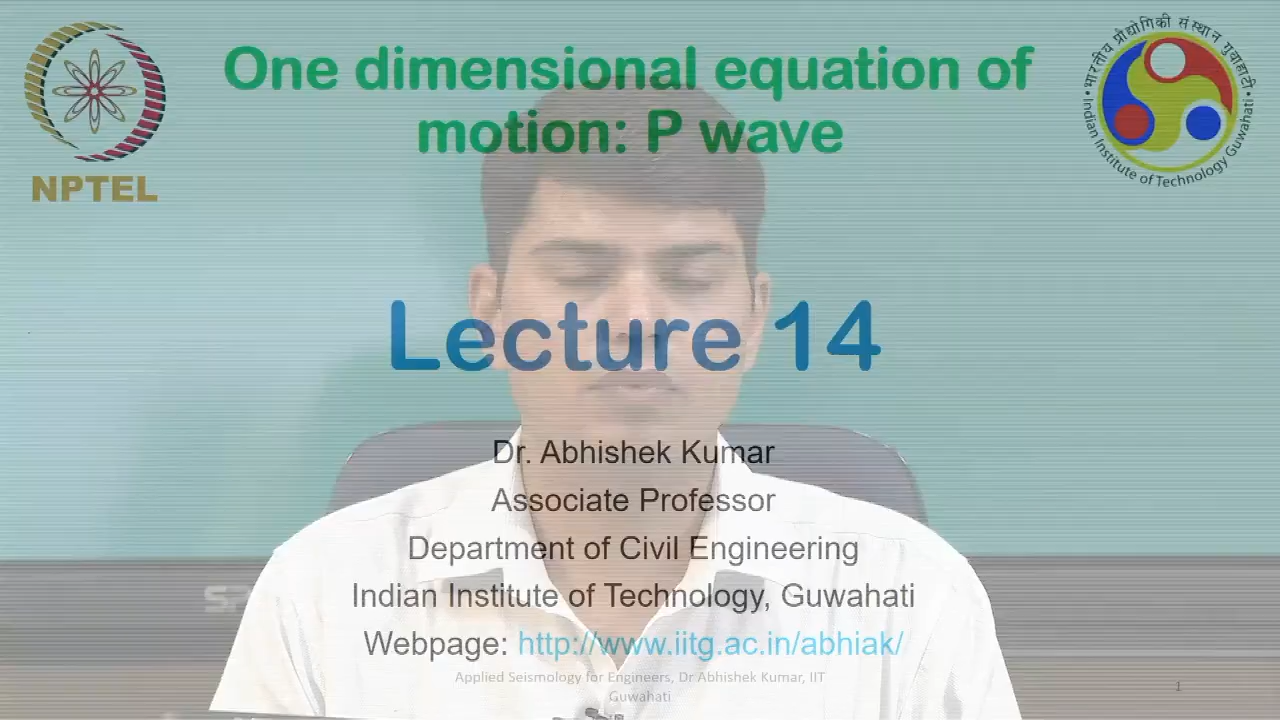 One dimensional equation of
motion: P wave
NPTEL
भारतीय प्रौद्योगिकी संस्थान गुवाहाटी
Indian Institute of Technology Guwahati
Lecture 14
Dr. Abhishek Kumar
Associate Professor
Department of Civil Engineering
Indian Institute of Technology, Guwahati
Webpage: http://www.iitg.ac.in/abhiak/
Applied Seismology for Engineers, Dr Abhishek Kumar, IIT
Guwahati
1